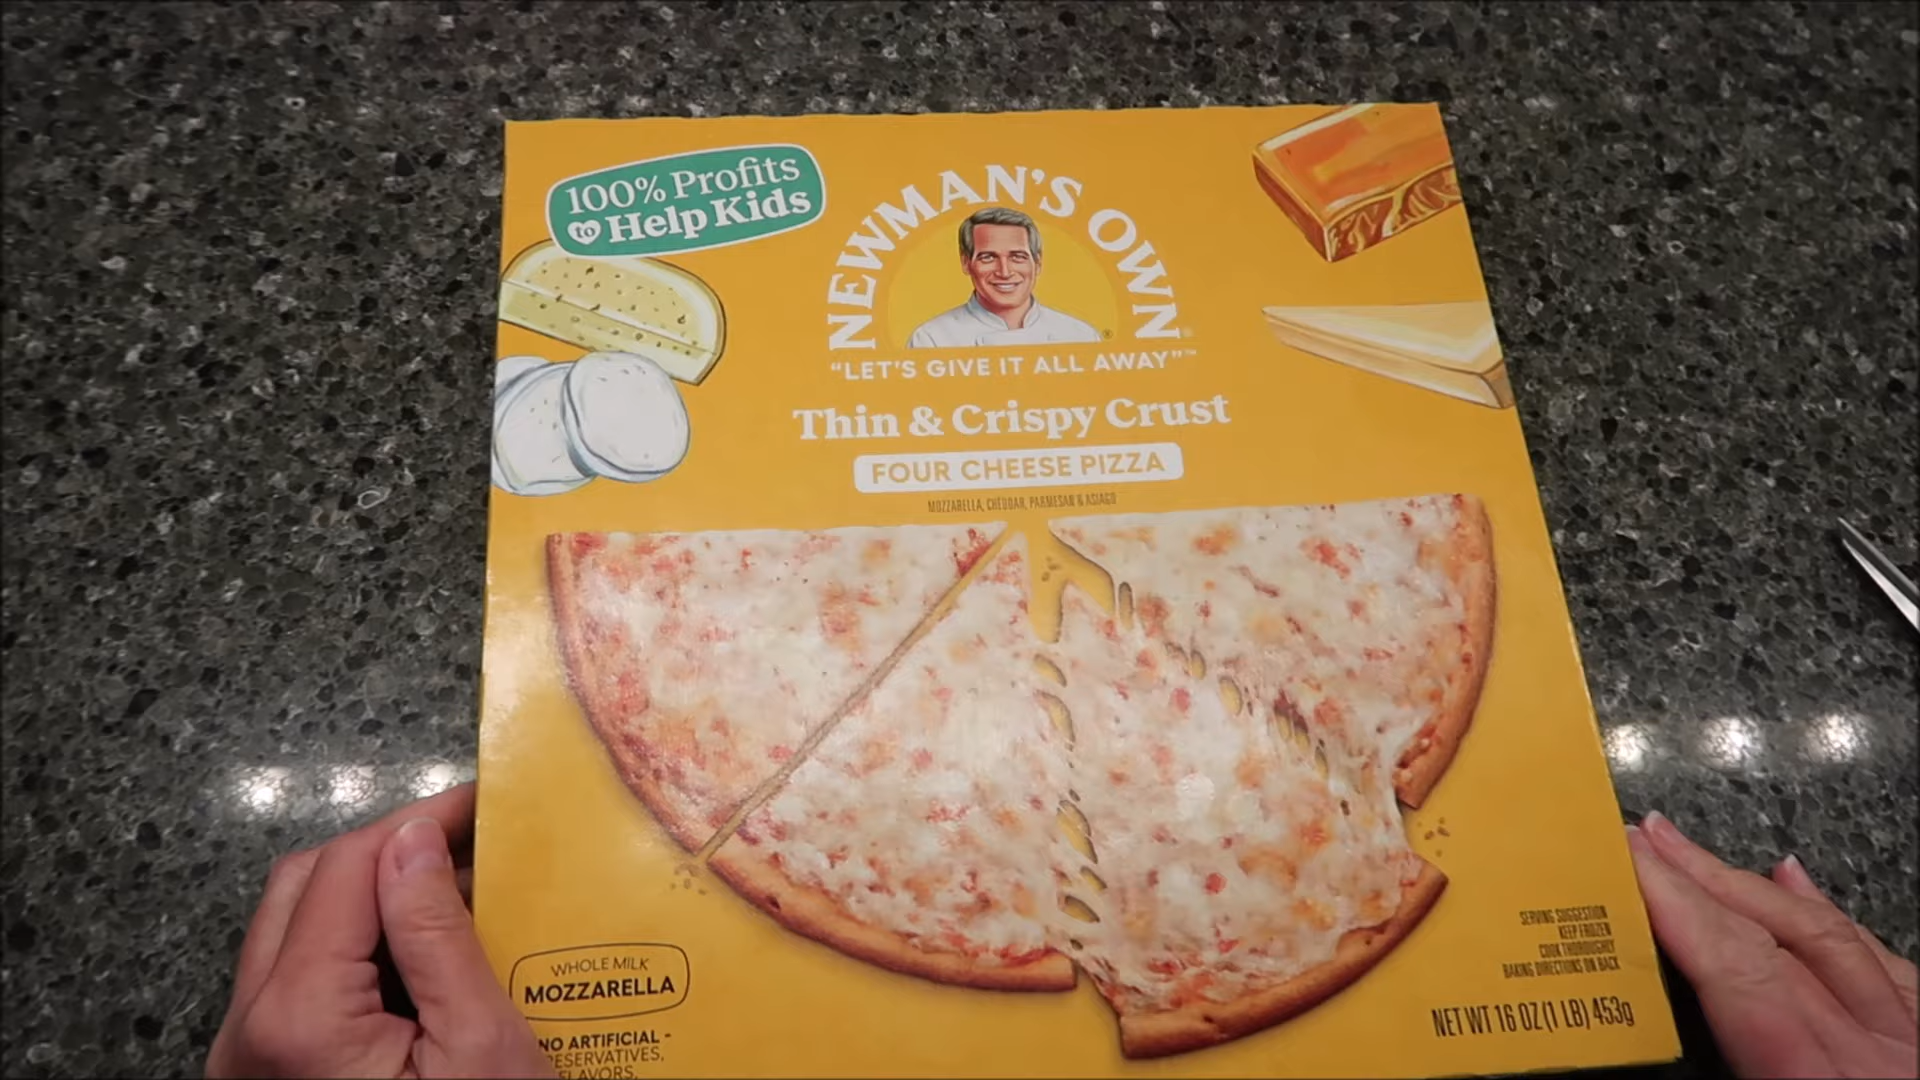 100% Profits
to Help Kids
NEWMAN'S OWN®
®
"LET'S GIVE IT ALL AWAY"™
Thin & Crispy Crust
FOUR CHEESE PIZZA
MOZZARELLA, CHEDDAR, PARMESAN & ASIAGO
WHOLE MILK
MOZZARELLA
NO ARTIFICIAL -
RESERVATIVES,
FLAVORS,
SERVING SUGGESTION
KEEP FROZEN
COOK THOROUGHLY
BAKING DIRECTIONS ON BACK
NET WT 16 OZ (1 LB) 453g